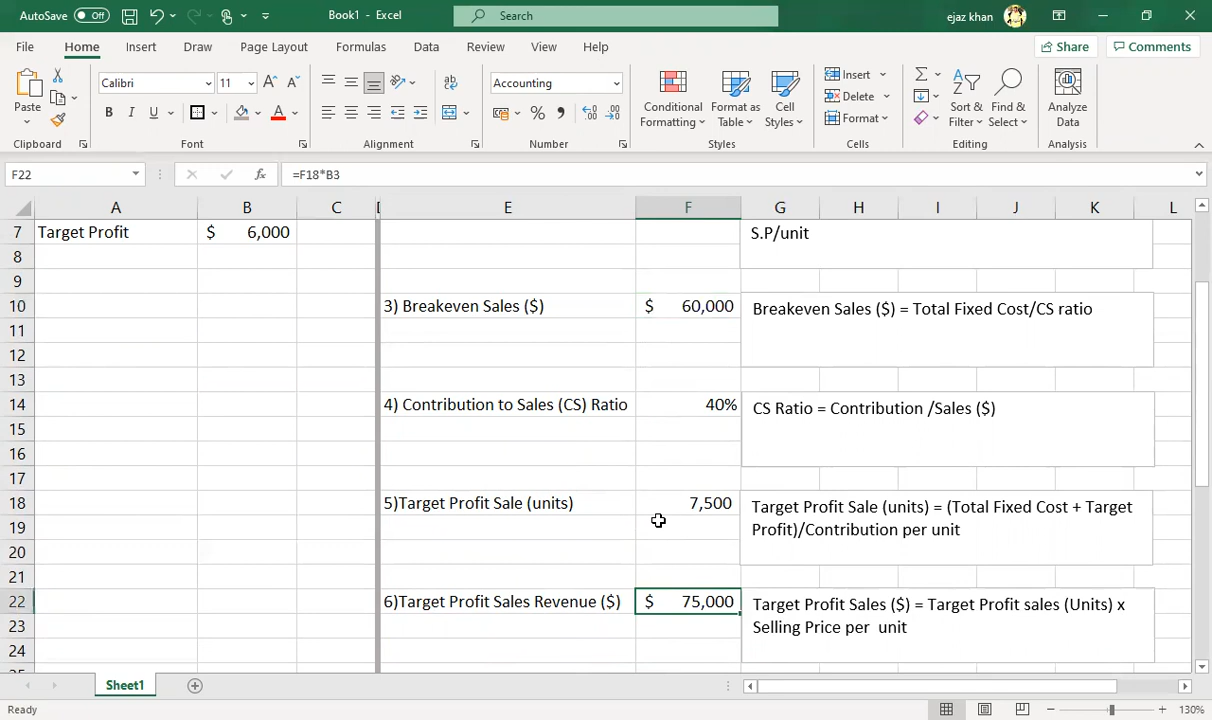 AutoSave Off Book1 - Excel Search ejaz khan
File Home Insert Draw Page Layout Formulas Data Review View Help Share Comments
Paste Calibri 11 Accounting Conditional Formatting Format as Table Cell Styles Insert Delete Format Sort & Filter Find & Select Analyze Data
Clipboard Font Alignment Number Styles Cells Editing Analysis
F22 =F18*B3
A B C E F G H I J K L
7 Target Profit $ 6,000 S.P/unit
8
9
10 3) Breakeven Sales ($) $ 60,000 Breakeven Sales ($) = Total Fixed Cost/CS ratio
11
12
13
14 4) Contribution to Sales (CS) Ratio 40% CS Ratio = Contribution /Sales ($)
15
16
17
18 5)Target Profit Sale (units) 7,500 Target Profit Sale (units) = (Total Fixed Cost + Target
19 Profit)/Contribution per unit
20
21
22 6)Target Profit Sales Revenue ($) $ 75,000 Target Profit Sales ($) = Target Profit sales (Units) x
23 Selling Price per unit
24
Sheet1
Ready 130%